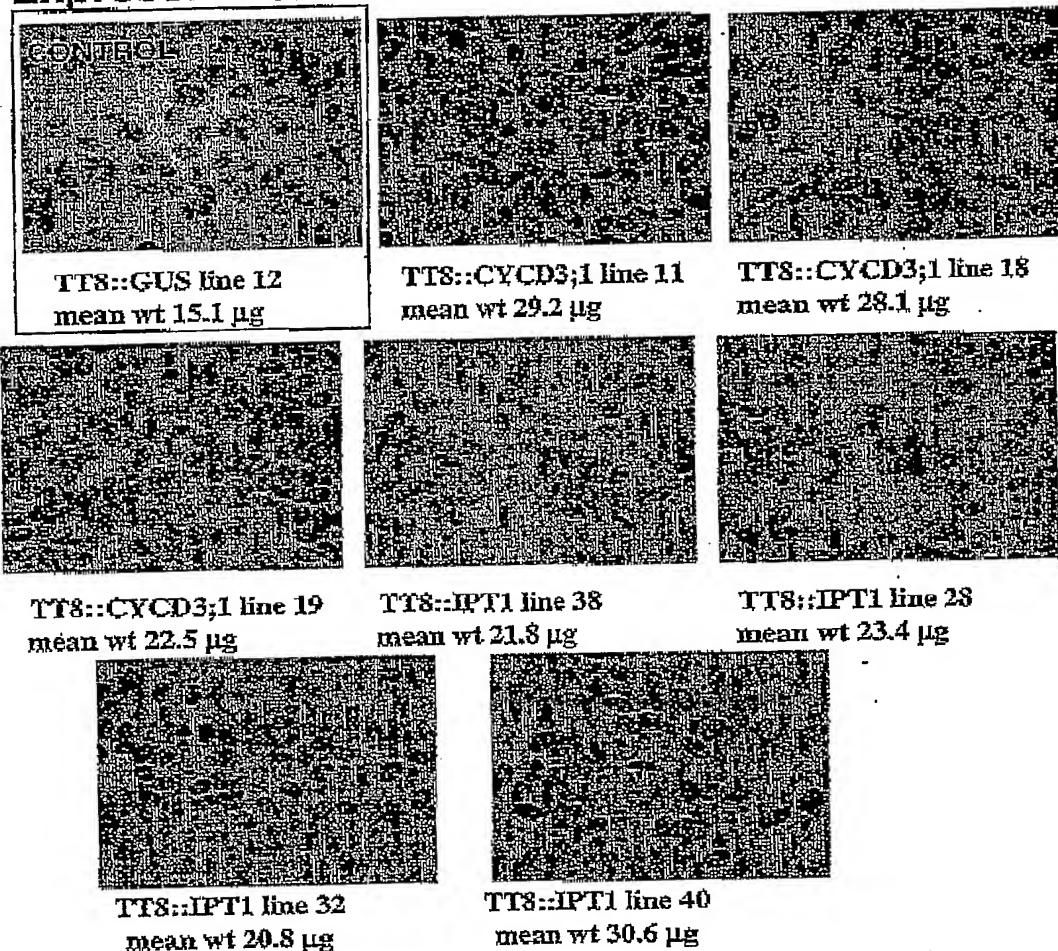 CONTROL
TT8::GUS line 12
mean wt 15.1 µg
TT8::CYCD3;1 line 11
mean wt 29.2 µg
TT8::CYCD3;1 line 18
mean wt 28.1 µg
TT8::CYCD3;1 line 19
mean wt 22.5 µg
TT8::IPT1 line 38
mean wt 21.8 µg
TT8::IPT1 line 28
mean wt 23.4 µg
TT8::IPT1 line 32
mean wt 20.8 µg
TT8::IPT1 line 40
mean wt 30.6 µg